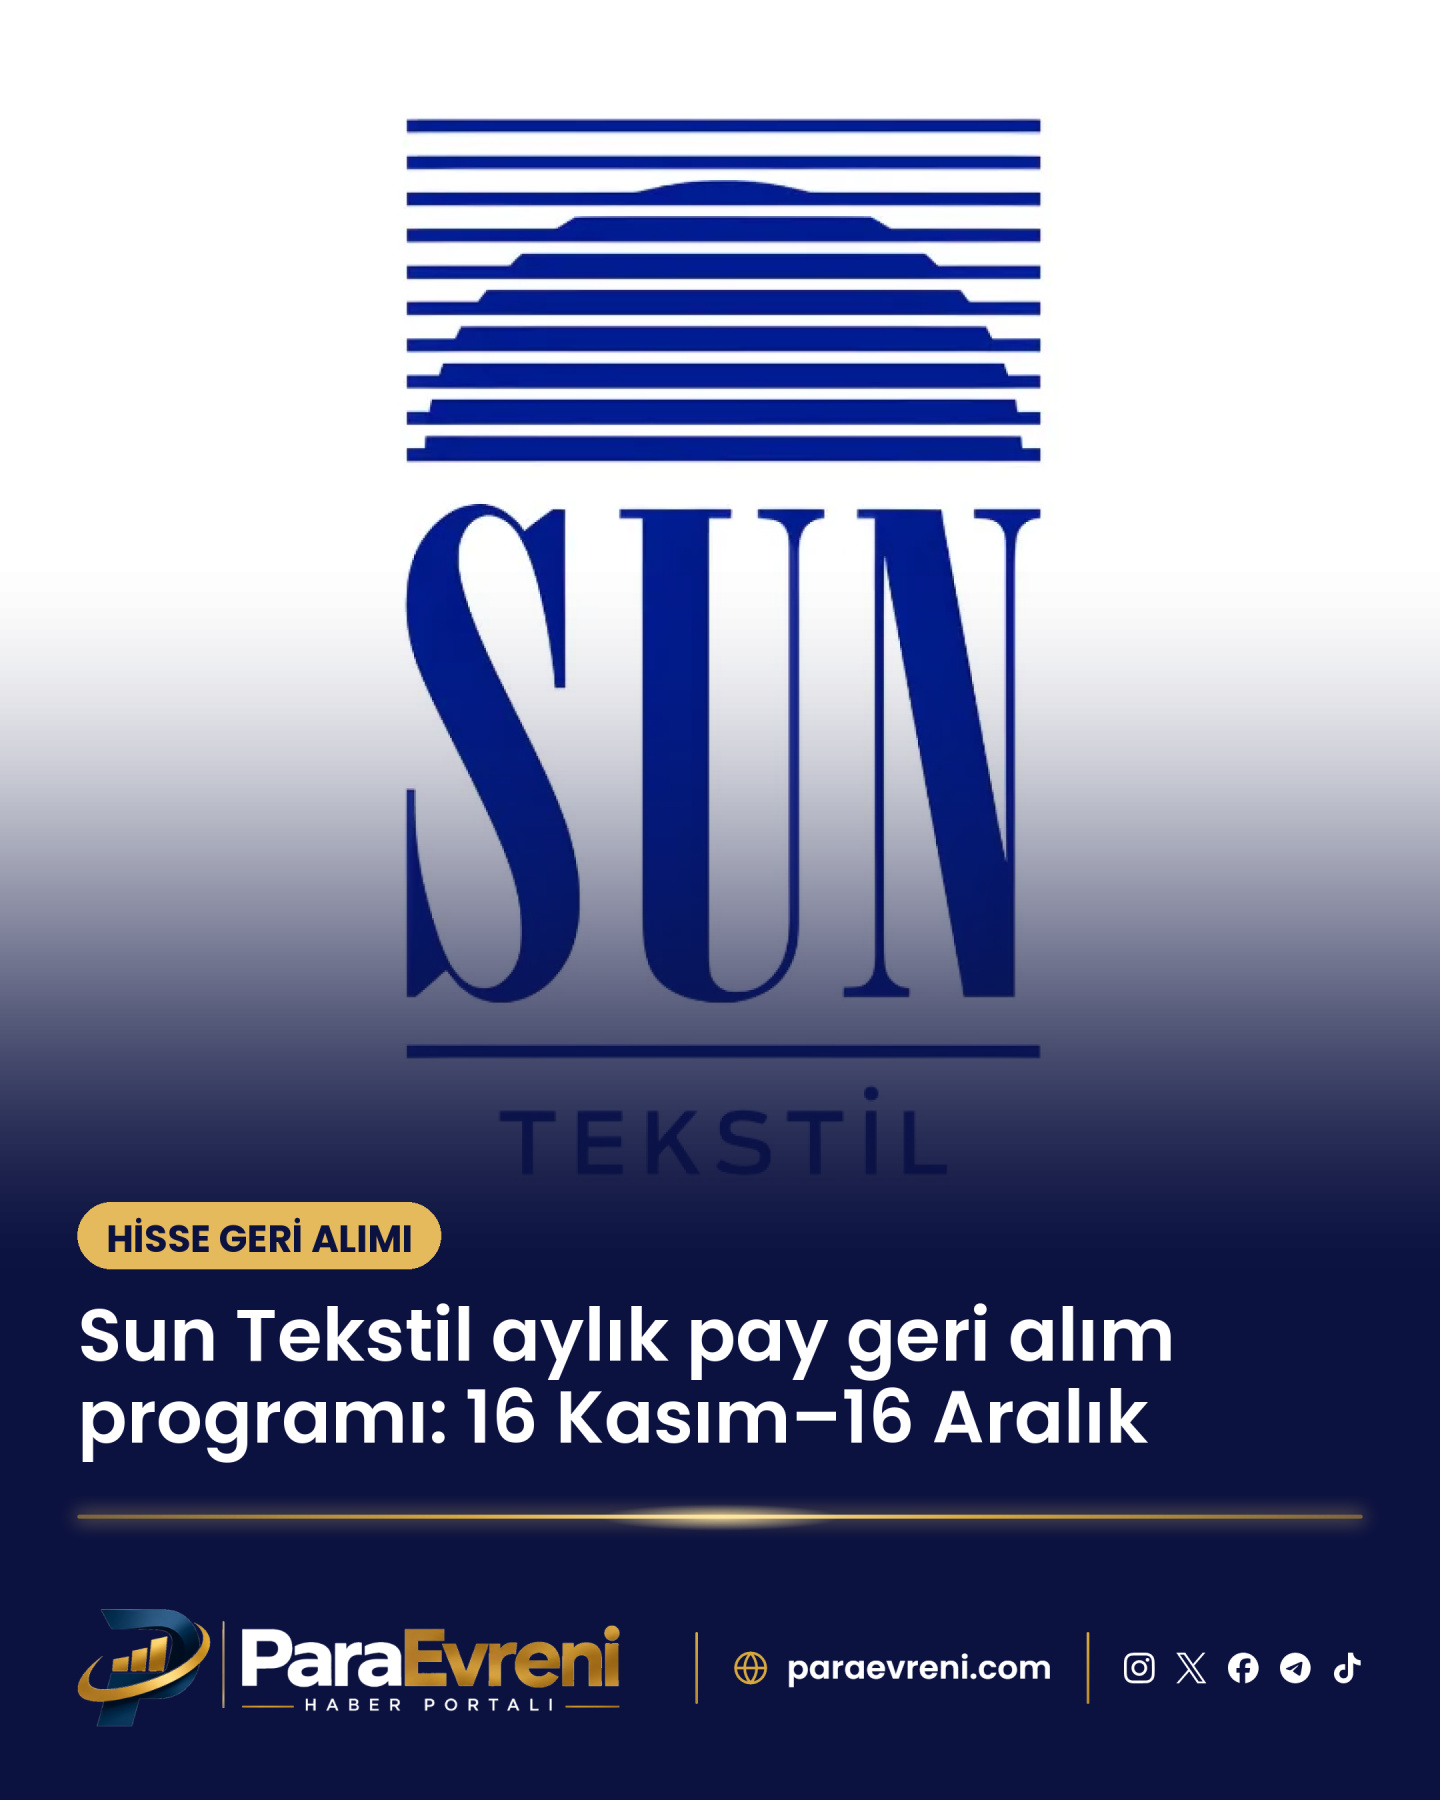 SUN
TEKSTİL
HİSSE GERİ ALIMI
Sun Tekstil aylık pay geri alım
programı: 16 Kasım–16 Aralık
ParaEvreni
HABER PORTALI
paraevreni.com